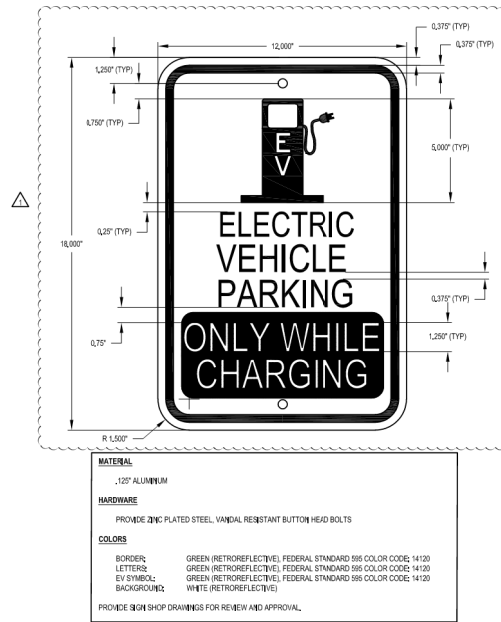 0.375" (TYP)
12.000"
0.375" (TYP)
1.250" (TYP)
0.750" (TYP)
5.000" (TYP)
E
V
1
18.000"
0.25" (TYP)
ELECTRIC
VEHICLE
PARKING
0.375" (TYP)
ONLY WHILE
CHARGING
0.75"
1.250" (TYP)
R 1.500"
MATERIAL
.125" ALUMINUM
HARDWARE
PROVIDE ZINC PLATED STEEL, VANDAL RESISTANT BUTTON HEAD BOLTS
COLORS
BORDER: GREEN (RETROREFLECTIVE), FEDERAL STANDARD 595 COLOR CODE: 14120
LETTERS: GREEN (RETROREFLECTIVE), FEDERAL STANDARD 595 COLOR CODE: 14120
EV SYMBOL: GREEN (RETROREFLECTIVE), FEDERAL STANDARD 595 COLOR CODE: 14120
BACKGROUND: WHITE (RETROREFLECTIVE)
PROVIDE SIGN SHOP DRAWINGS FOR REVIEW AND APPROVAL.